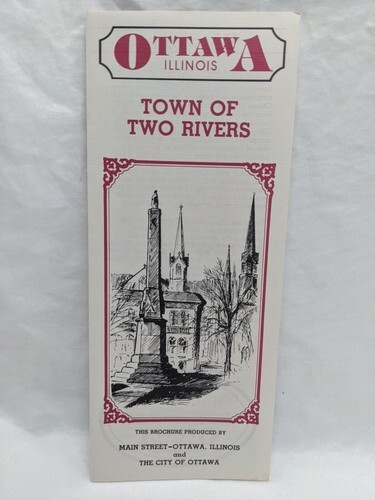 OTTAWA
ILLINOIS
TOWN OF
TWO RIVERS
THIS BROCHURE PRODUCED BY
MAIN STREET–OTTAWA, ILLINOIS
and
THE CITY OF OTTAWA